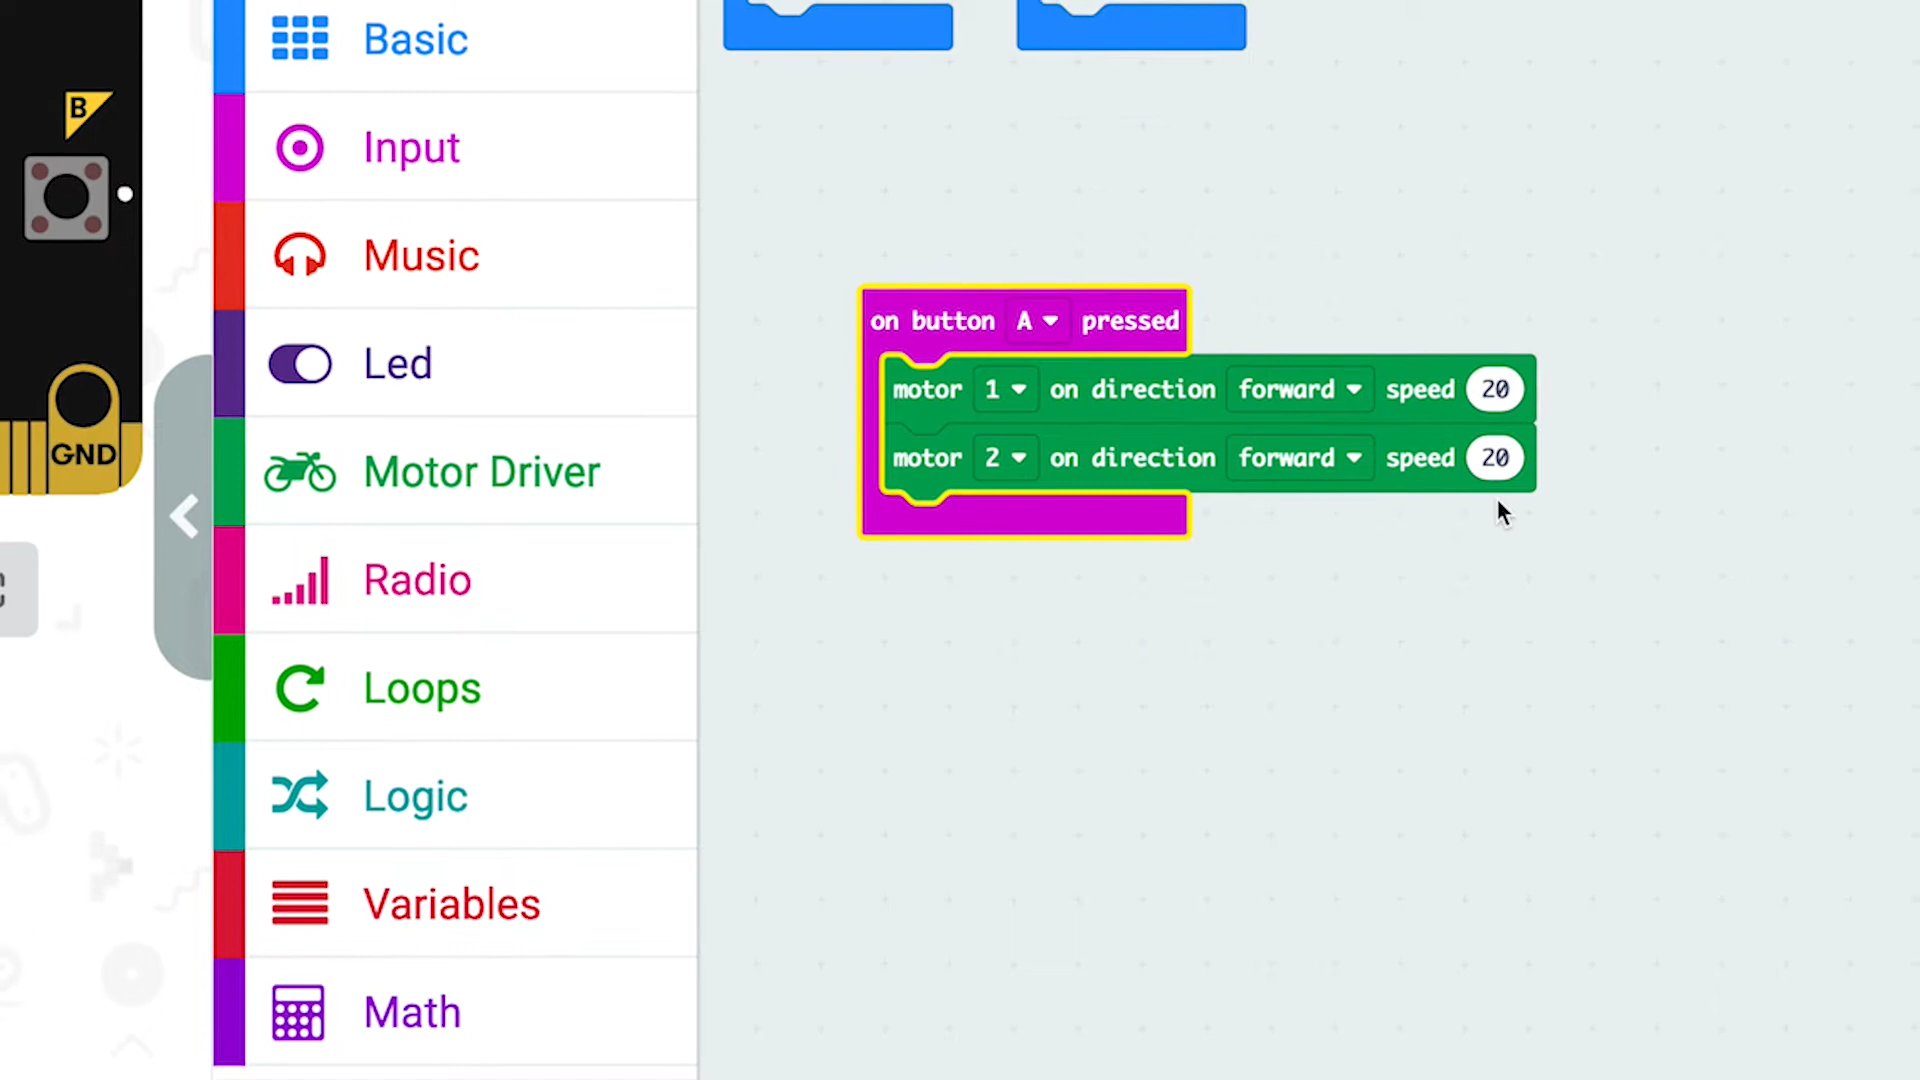 B
GND
Basic
Input
Music
Led
Motor Driver
Radio
Loops
Logic
Variables
Math
on button A pressed
motor 1 on direction forward speed 20
motor 2 on direction forward speed 20